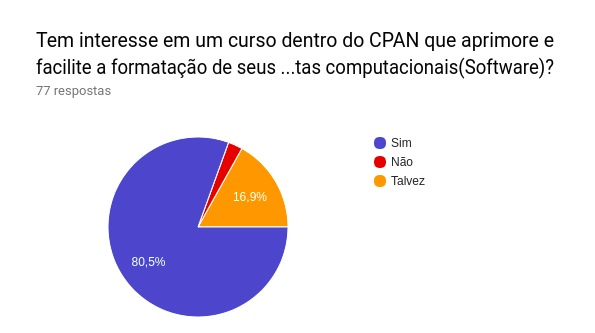 Tem interesse em um curso dentro do CPAN que aprimore e
facilite a formatação de seus ...tas computacionais(Software)?
77 respostas
Sim
Não
Talvez
16,9%
80,5%